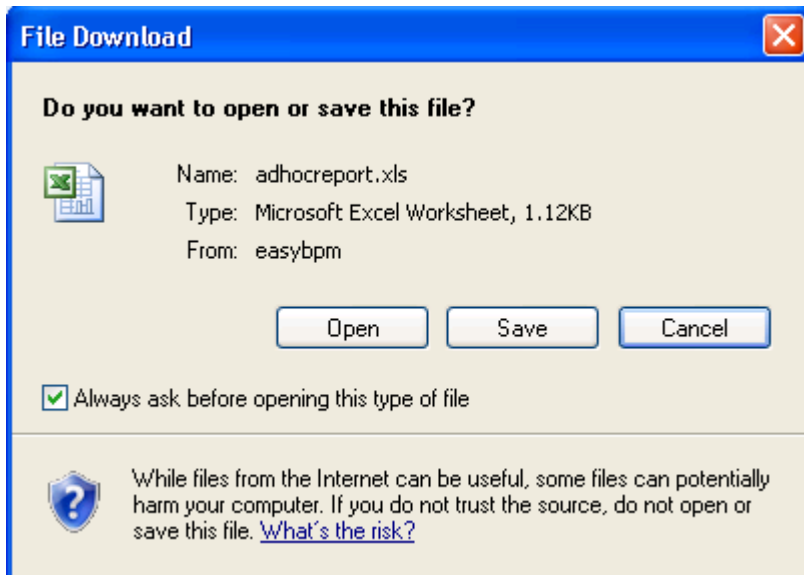 File Download
Do you want to open or save this file?
Name: adhocreport.xls
Type: Microsoft Excel Worksheet, 1.12KB
From: easybpm
Open Save Cancel
Always ask before opening this type of file
While files from the Internet can be useful, some files can potentially
harm your computer. If you do not trust the source, do not open or
save this file. What's the risk?